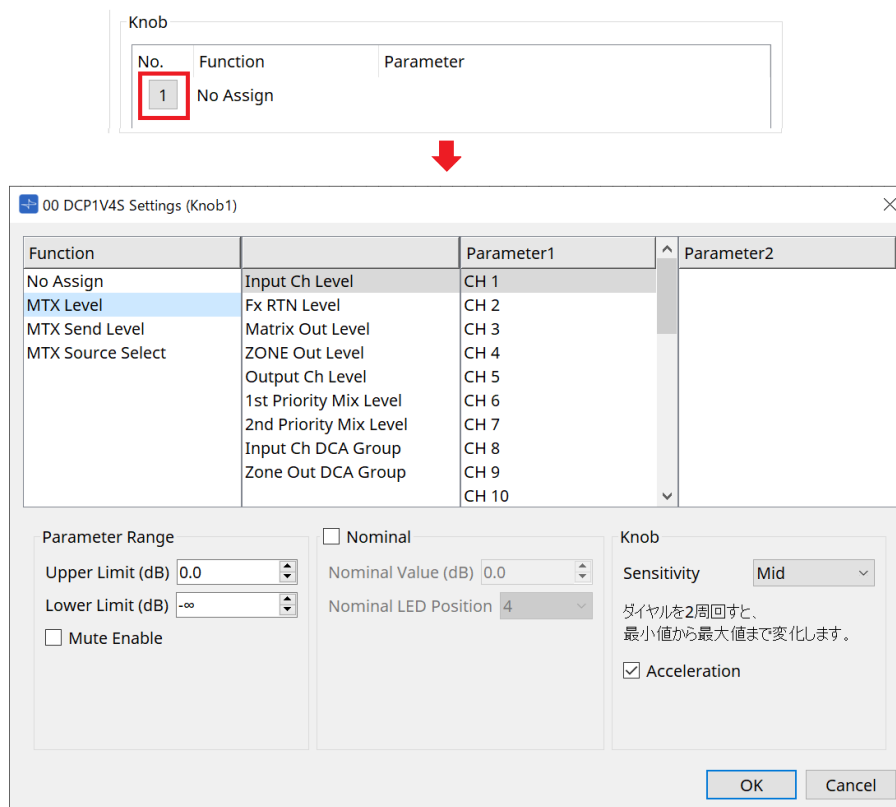 Knob
No. Function Parameter
1 No Assign
00 DCP1V4S Settings (Knob1)
Function Parameter1 Parameter2
No Assign Input Ch Level CH 1
MTX Level Fx RTN Level CH 2
MTX Send Level Matrix Out Level CH 3
MTX Source Select ZONE Out Level CH 4
Output Ch Level CH 5
1st Priority Mix Level CH 6
2nd Priority Mix Level CH 7
Input Ch DCA Group CH 8
Zone Out DCA Group CH 9
CH 10
Parameter Range Nominal Knob
Upper Limit (dB) 0.0 Nominal Value (dB) 0.0 Sensitivity Mid
Lower Limit (dB) -∞ Nominal LED Position 4 ダイヤルを2周回すと、
Mute Enable 最小値から最大値まで変化します。
Acceleration
OK Cancel